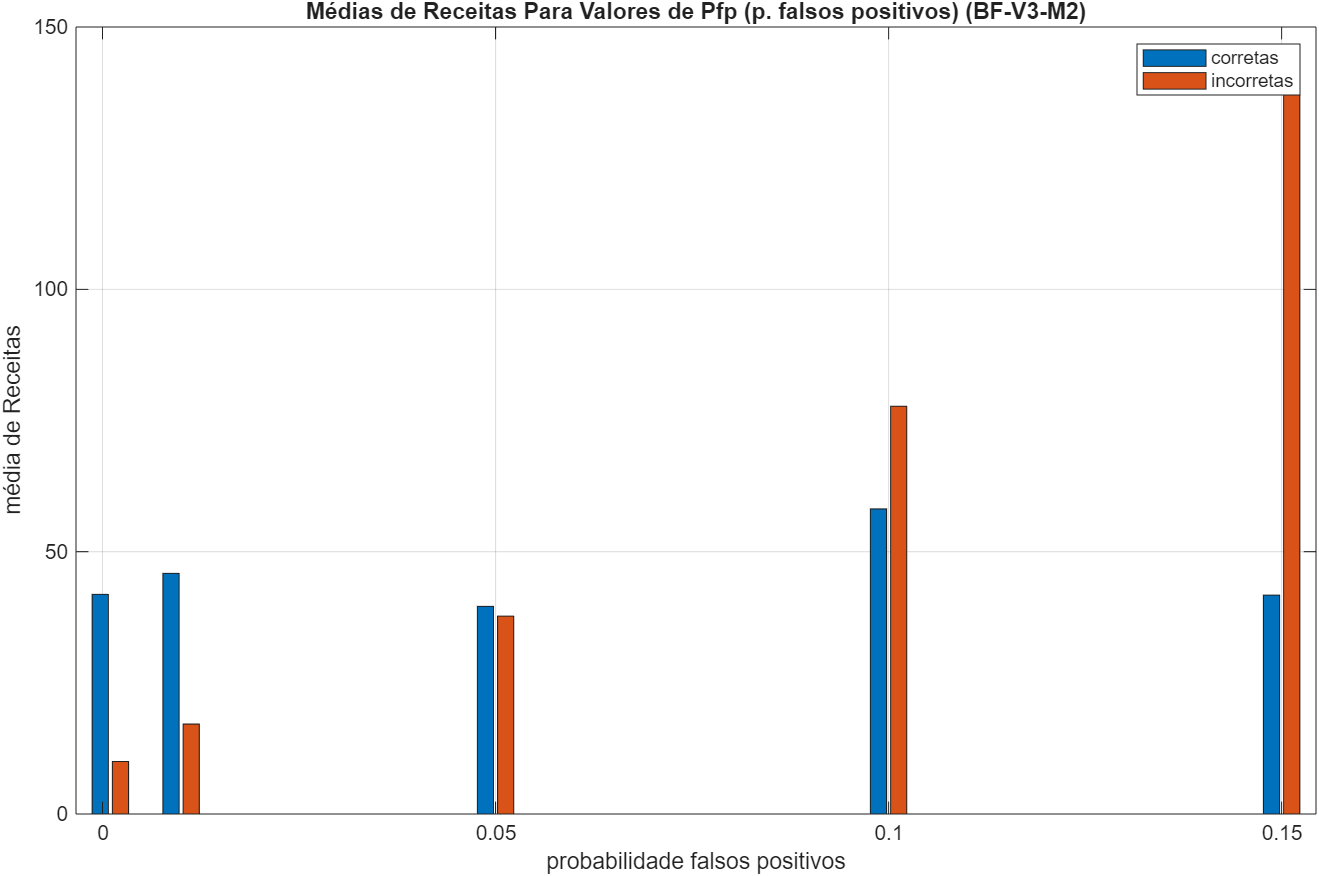 Médias de Receitas Para Valores de Pfp (p. falsos positivos) (BF-V3-M2)
150
corretas
incorretas
100
50
0
média de Receitas
0
0.05
0.1
0.15
probabilidade falsos positivos